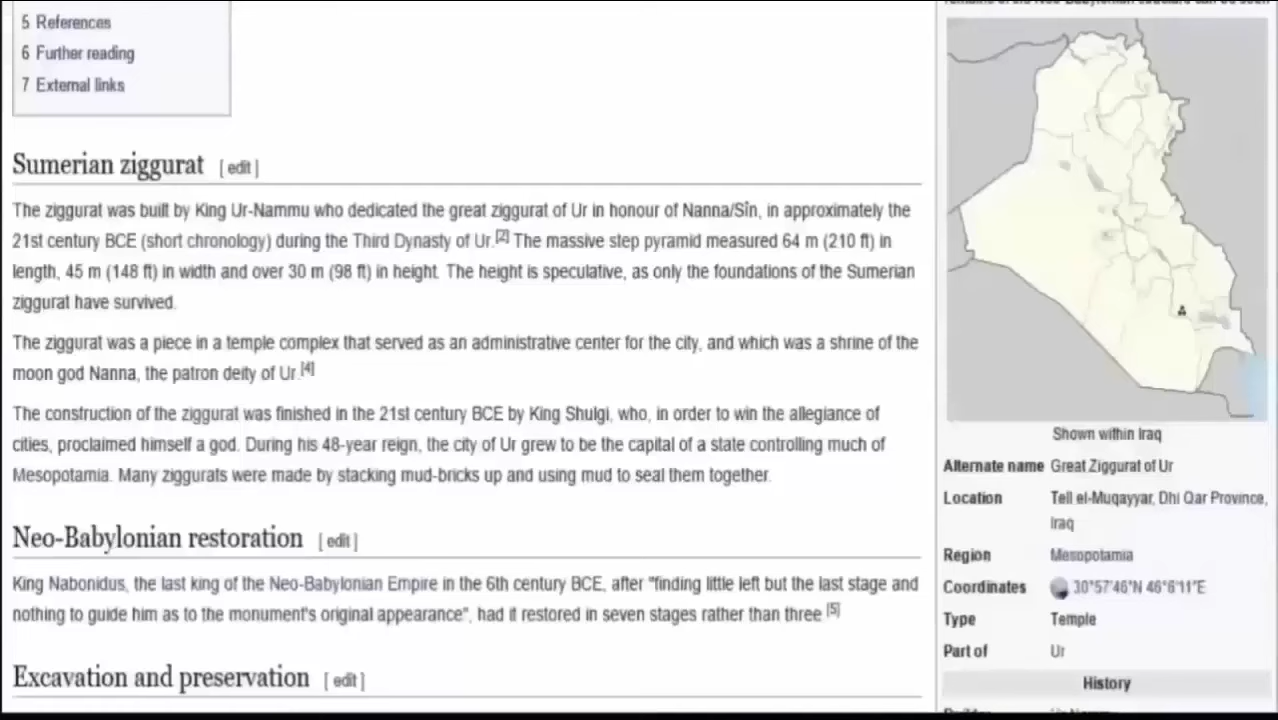 5 References
6 Further reading
7 External links
Sumerian ziggurat [ edit ]
The ziggurat was built by King Ur-Nammu who dedicated the great ziggurat of Ur in honour of Nanna/Sîn, in approximately the
21st century BCE (short chronology) during the Third Dynasty of Ur.[2] The massive step pyramid measured 64 m (210 ft) in
length, 45 m (148 ft) in width and over 30 m (98 ft) in height. The height is speculative, as only the foundations of the Sumerian
ziggurat have survived.
The ziggurat was a piece in a temple complex that served as an administrative center for the city, and which was a shrine of the
moon god Nanna, the patron deity of Ur.[4]
The construction of the ziggurat was finished in the 21st century BCE by King Shulgi, who, in order to win the allegiance of
cities, proclaimed himself a god. During his 48-year reign, the city of Ur grew to be the capital of a state controlling much of
Mesopotamia. Many ziggurats were made by stacking mud-bricks up and using mud to seal them together.
Neo-Babylonian restoration [ edit ]
King Nabonidus, the last king of the Neo-Babylonian Empire in the 6th century BCE, after "finding little left but the last stage and
nothing to guide him as to the monument's original appearance", had it restored in seven stages rather than three [5]
Excavation and preservation [ edit ]
Shown within Iraq
Alternate name Great Ziggurat of Ur
Location Tell el-Muqayyar, Dhi Qar Province,
Iraq
Region Mesopotamia
Coordinates 30°57'46"N 46°6'11"E
Type Temple
Part of Ur
History